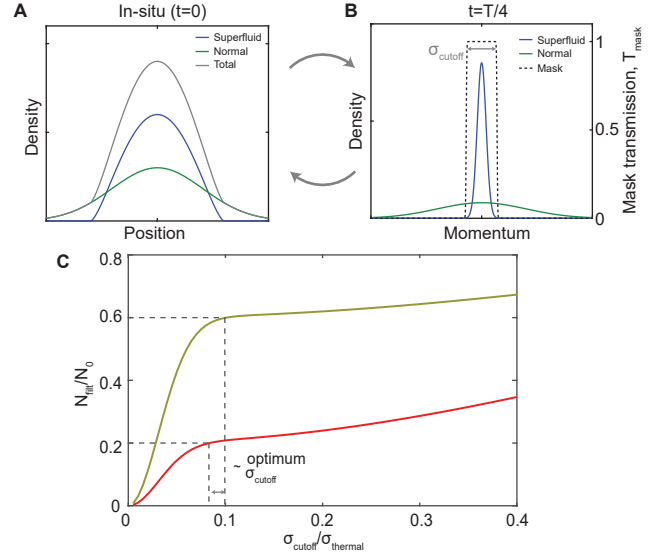 A
In-situ (t=0)
Superfluid
Normal
Total
Density
Position
B
t=T/4
σcutoff
Superfluid
Normal
Mask
Density
Momentum
1
0.5
0
Mask transmission, Tmask
C
0.8
0.6
0.4
0.2
0
Nfilt/N0
~ optimum
σcutoff
0
0.1
0.2
0.3
0.4
σcutoff/σthermal